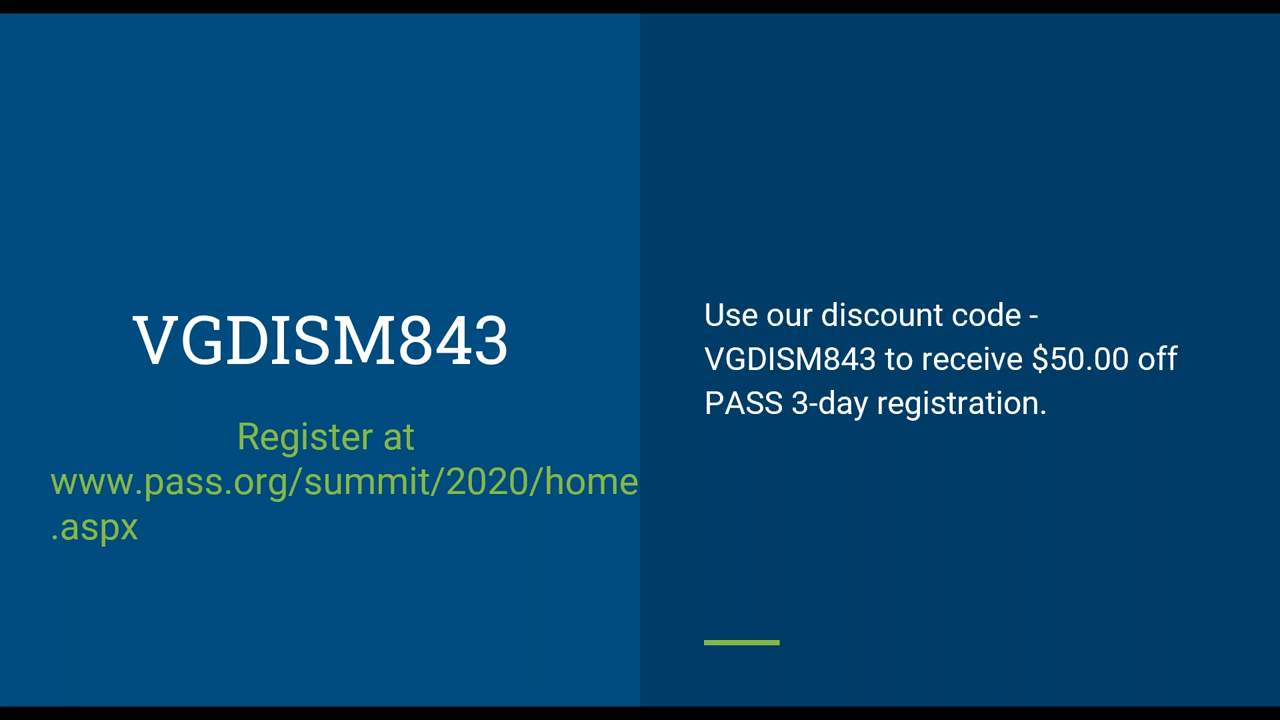 VGDISM843
Register at
www.pass.org/summit/2020/home
.aspx
Use our discount code -
VGDISM843 to receive $50.00 off
PASS 3-day registration.